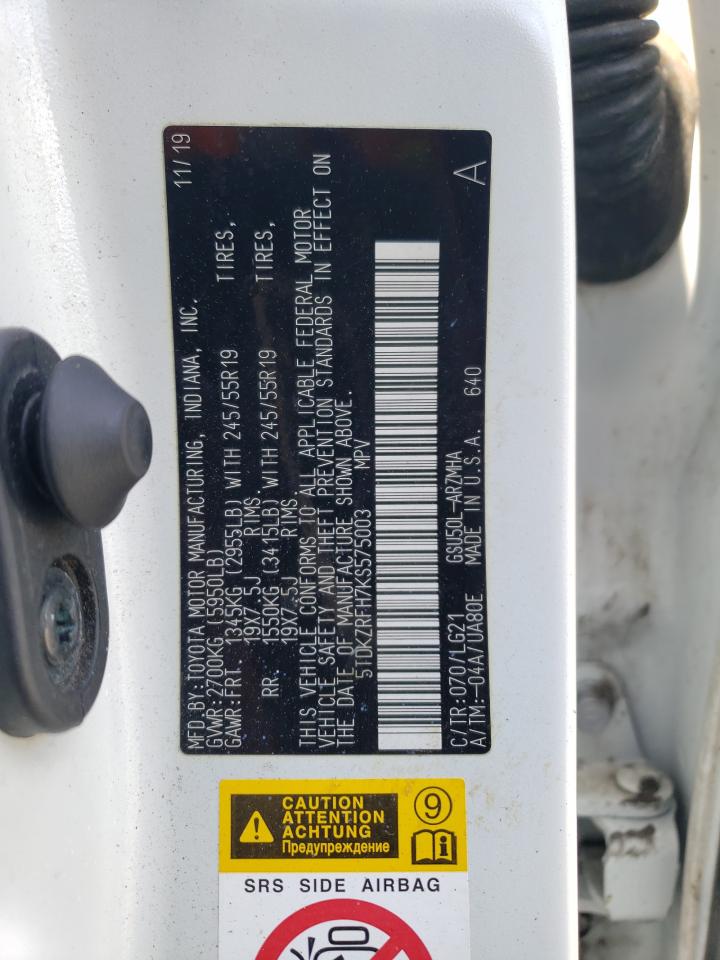 MFD.BY:TOYOTA MOTOR MANUFACTURING, INDIANA, INC. 11/19
GVWR:2700KG (5950LB)
GAWR:FRT. 1345KG (2955LB) WITH 245/55R19 TIRES,
19X7.5J RIMS.
RR. 1550KG (3415LB) WITH 245/55R19 TIRES,
19X7.5J RIMS.
THIS VEHICLE CONFORMS TO ALL APPLICABLE FEDERAL MOTOR
VEHICLE SAFETY AND THEFT PREVENTION STANDARDS IN EFFECT ON
THE DATE OF MANUFACTURE SHOWN ABOVE.
5TDKZRFH7KS575003 MPV
C/TR:070/LG21 GSU50L-ARZMHA A
A/TM:-04A/UA80E MADE IN U.S.A. 640
CAUTION
ATTENTION
ACHTUNG
Предупреждение
9
SRS SIDE AIRBAG